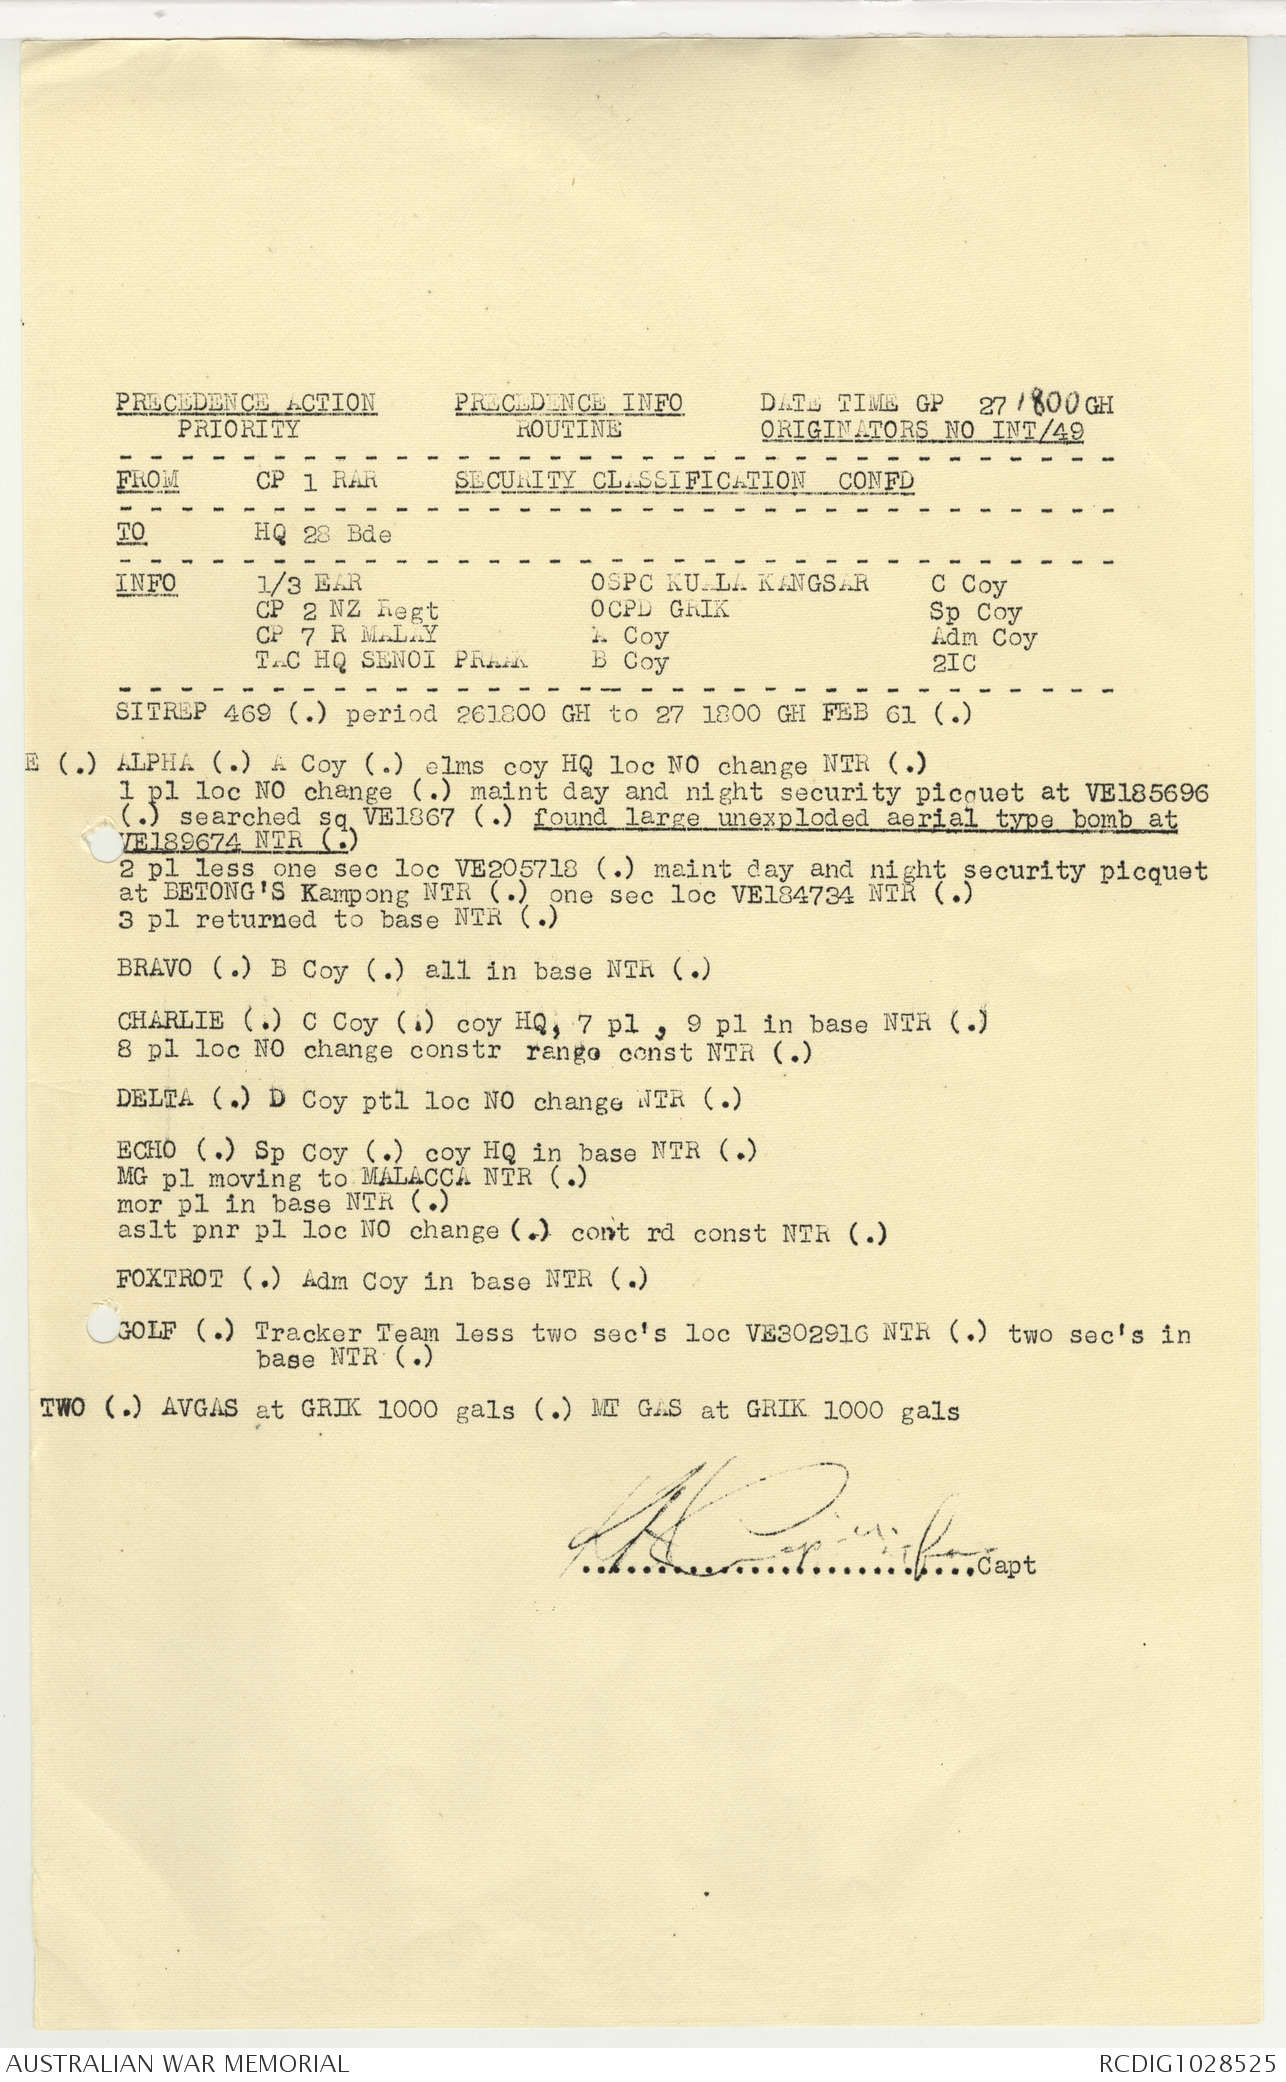 PRECEDENCE ACTION PRECEDENCE INFO DATE TIME GP 27 1800 GH
PRIORITY ROUTINE ORIGINATORS NO INT/49
FROM CP 1 RAR SECURITY CLASSIFICATION CONFD
TO HQ 28 Bde
INFO 1/3 EAR OSPC KUALA KANGSAR C Coy
CP 2 NZ Regt OCPD GRIK Sp Coy
CP 7 R MALAY A Coy Adm Coy
TAC HQ SENOI PRAAK B Coy 2IC
SITREP 469 (.) period 261800 GH to 27 1800 GH FEB 61 (.)
E (.) ALPHA (.) A Coy (.) elms coy HQ loc NO change NTR (.)
1 pl loc NO change (.) maint day and night security picquet at VE185696
(.) searched sq VE1867 (.) found large unexploded aerial type bomb at
VE189674 NTR (.)
2 pl less one sec loc VE205718 (.) maint day and night security picquet
at BETONG'S Kampong NTR (.) one sec loc VE184734 NTR (.)
3 pl returned to base NTR (.)
BRAVO (.) B Coy (.) all in base NTR (.)
CHARLIE (.) C Coy (.) coy HQ, 7 pl , 9 pl in base NTR (.)
8 pl loc NO change constr range const NTR (.)
DELTA (.) D Coy ptl loc NO change NTR (.)
ECHO (.) Sp Coy (.) coy HQ in base NTR (.)
MG pl moving to MALACCA NTR (.)
mor pl in base NTR (.)
aslt pnr pl loc NO change (.) cont rd const NTR (.)
FOXTROT (.) Adm Coy in base NTR (.)
GOLF (.) Tracker Team less two sec's loc VE302916 NTR (.) two sec's in
base NTR (.)
TWO (.) AVGAS at GRIK 1000 gals (.) MT GAS at GRIK 1000 gals
..........................Capt
AUSTRALIAN WAR MEMORIAL RCDIG1028525